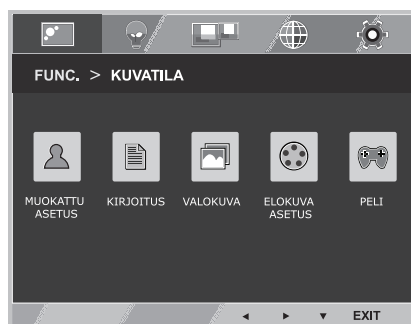 FUNC. > KUVATILA
MUOKATTU
ASETUS
KIRJOITUS
VALOKUVA
ELOKUVA
ASETUS
PELI
EXIT